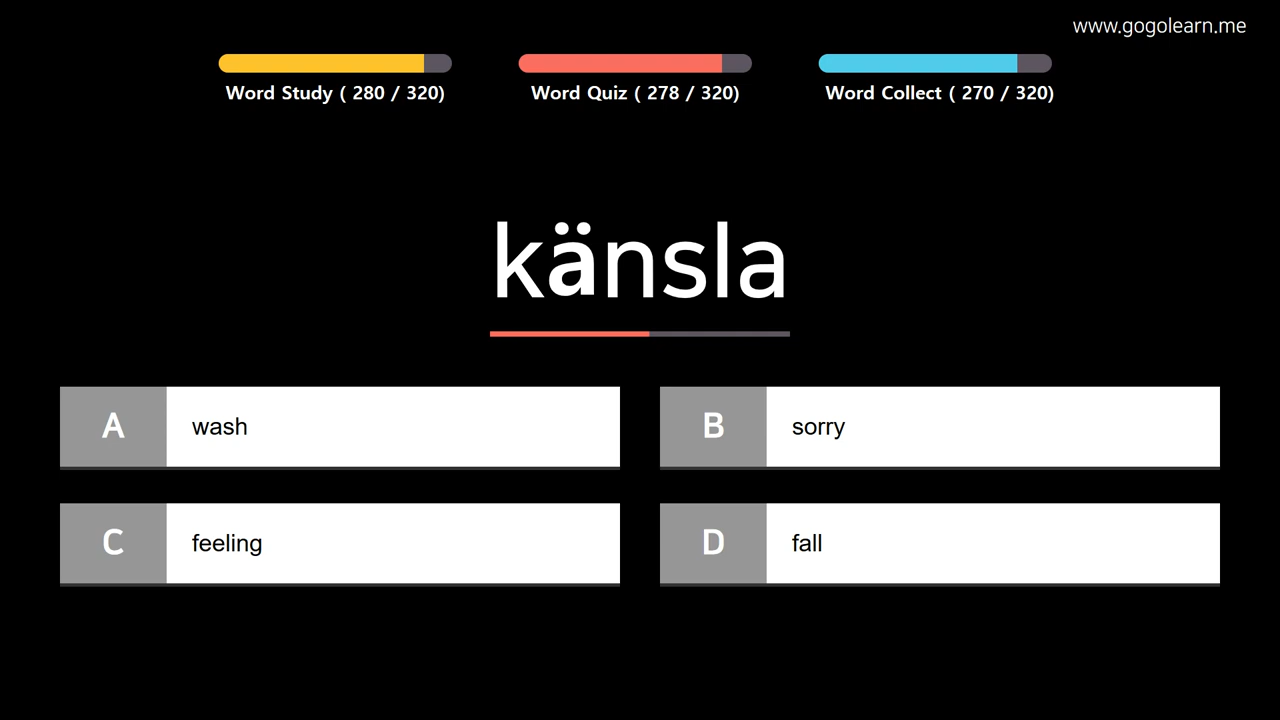 www.gogolearn.me
Word Study ( 280 / 320)
Word Quiz ( 278 / 320)
Word Collect ( 270 / 320)
känsla
A wash
B sorry
C feeling
D fall